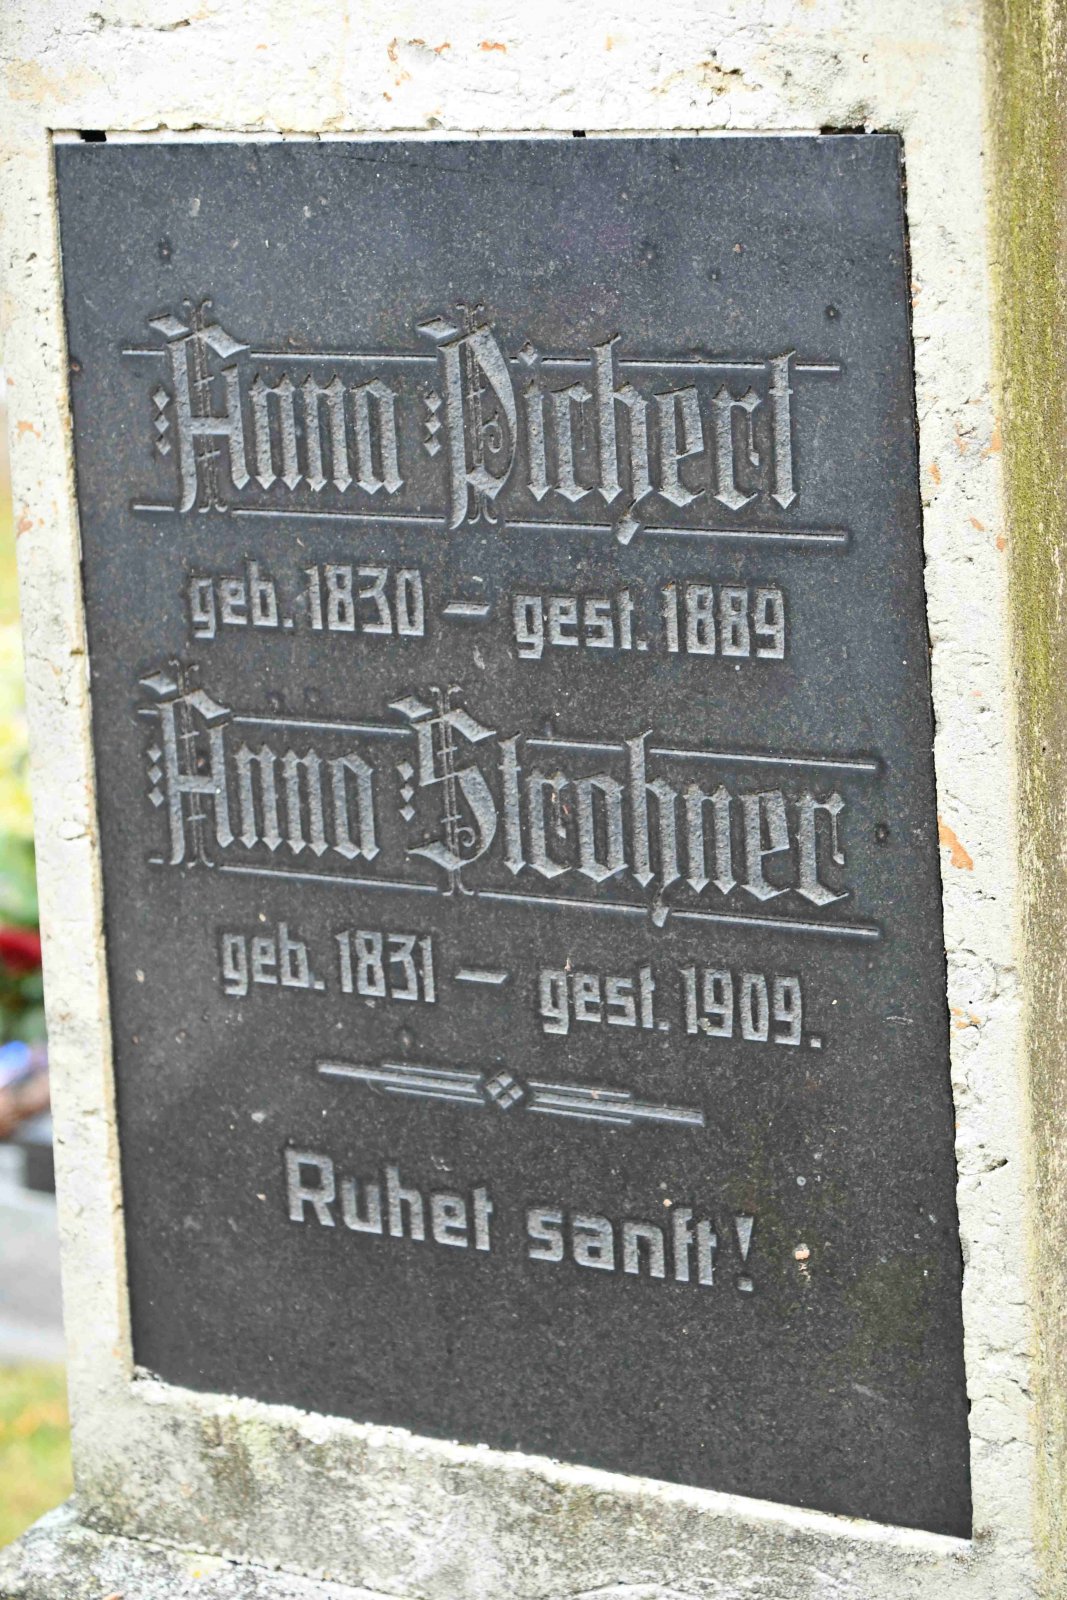 Anna Pichert
geb. 1830 – gest. 1889
Anna Strohner
geb. 1831 – gest. 1909.
Ruhet sanft!